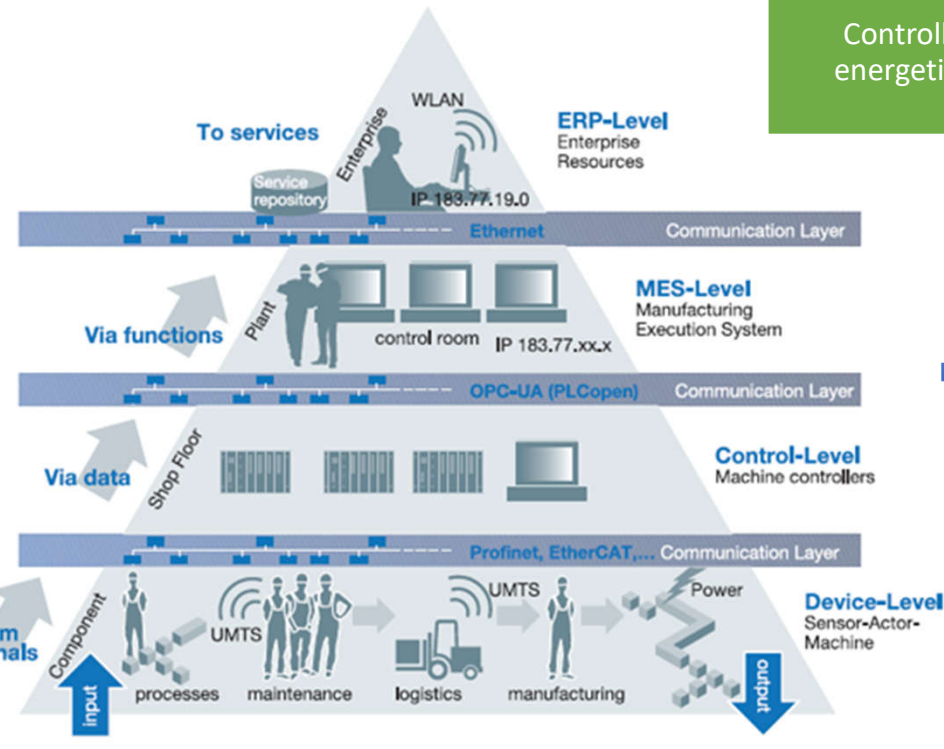 Controll
energeti
WLAN
To services
Enterprise
ERP-Level
Enterprise
Resources
Service
repository
IP 183.77.19.0
Ethernet
Communication Layer
MES-Level
Manufacturing
Execution System
Plant
Via functions
control room
IP 183.77.xx.x
OPC-UA (PLCopen)
Communication Layer
Shop Floor
Via data
Control-Level
Machine controllers
Profinet, EtherCAT,...
Communication Layer
Component
UMTS
UMTS
Power
Device-Level
Sensor-Actor-
Machine
m
nals
input
processes
maintenance
logistics
manufacturing
output